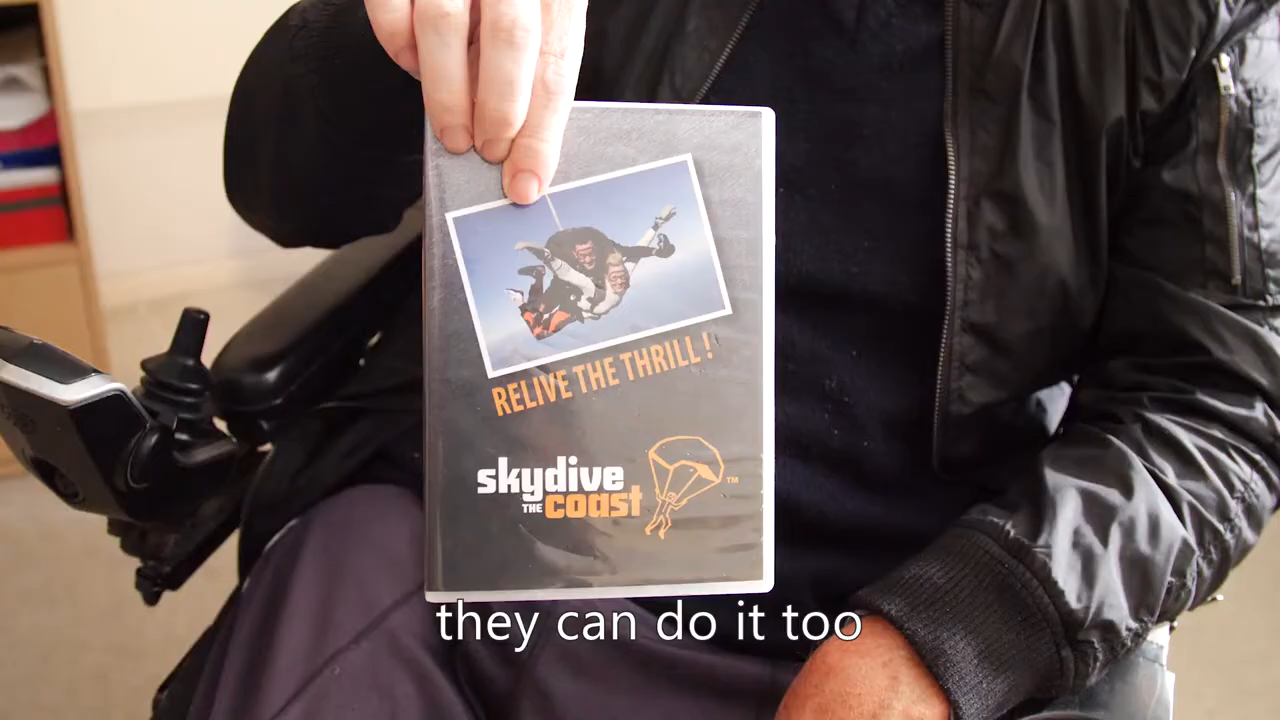 RELIVE THE THRILL!
skydive
THE coast
TM
they can do it too